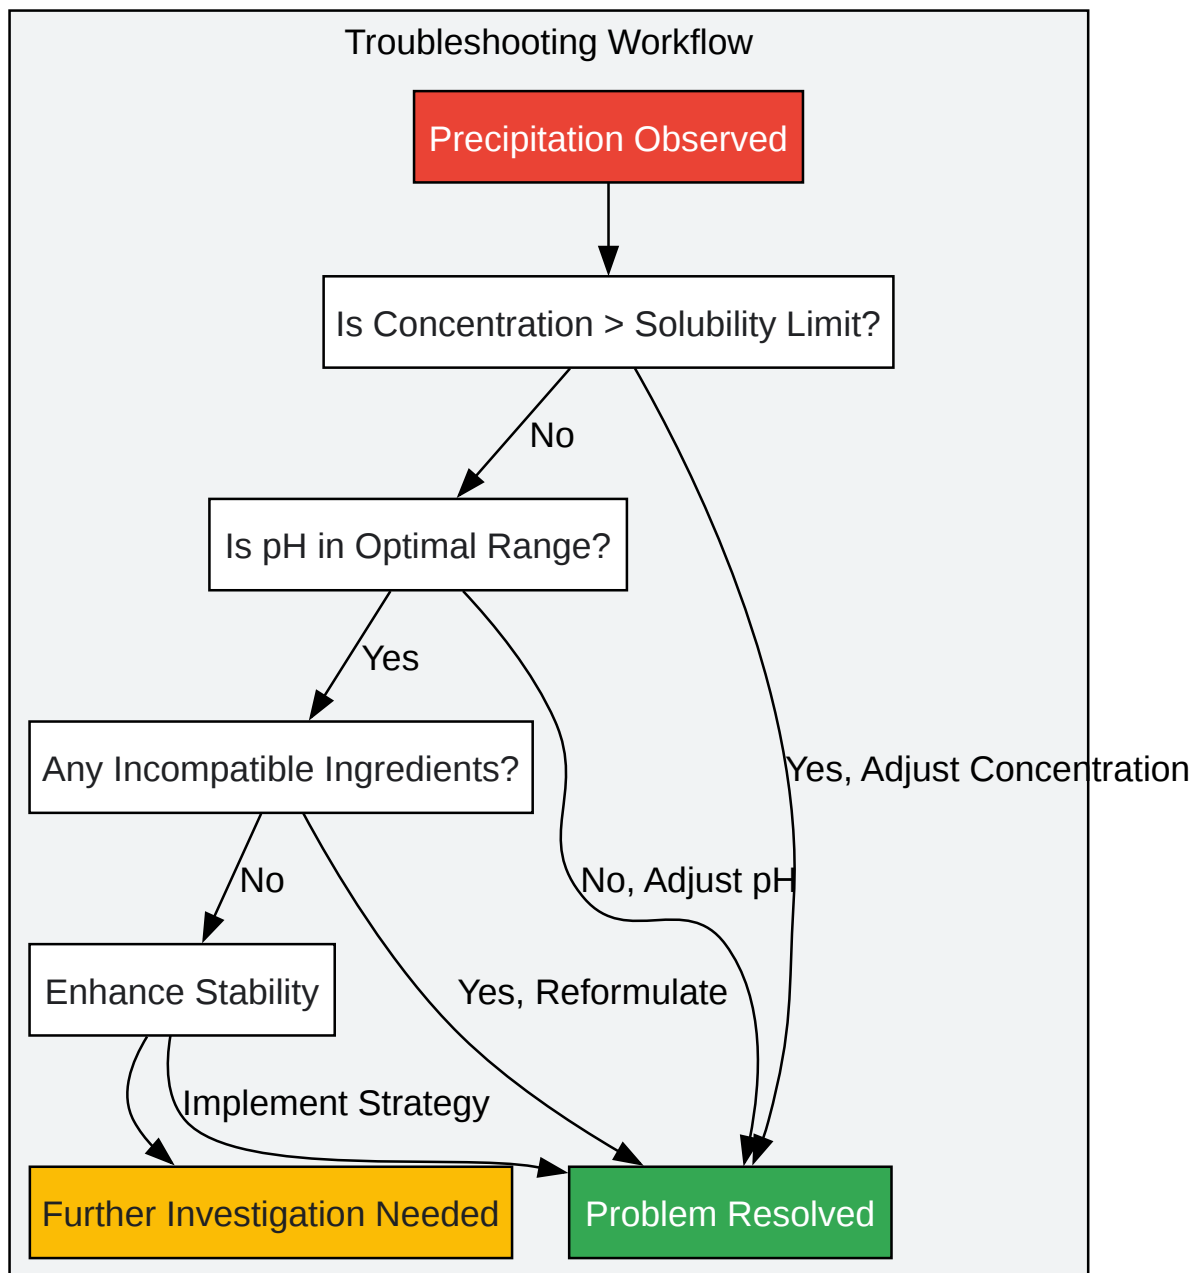 Troubleshooting Workflow
Precipitation Observed
Is Concentration > Solubility Limit?
No
Is pH in Optimal Range?
Yes
Any Incompatible Ingredients?
Yes, Adjust Concentration
No
No, Adjust pH
Enhance Stability
Yes, Reformulate
Implement Strategy
Further Investigation Needed
Problem Resolved